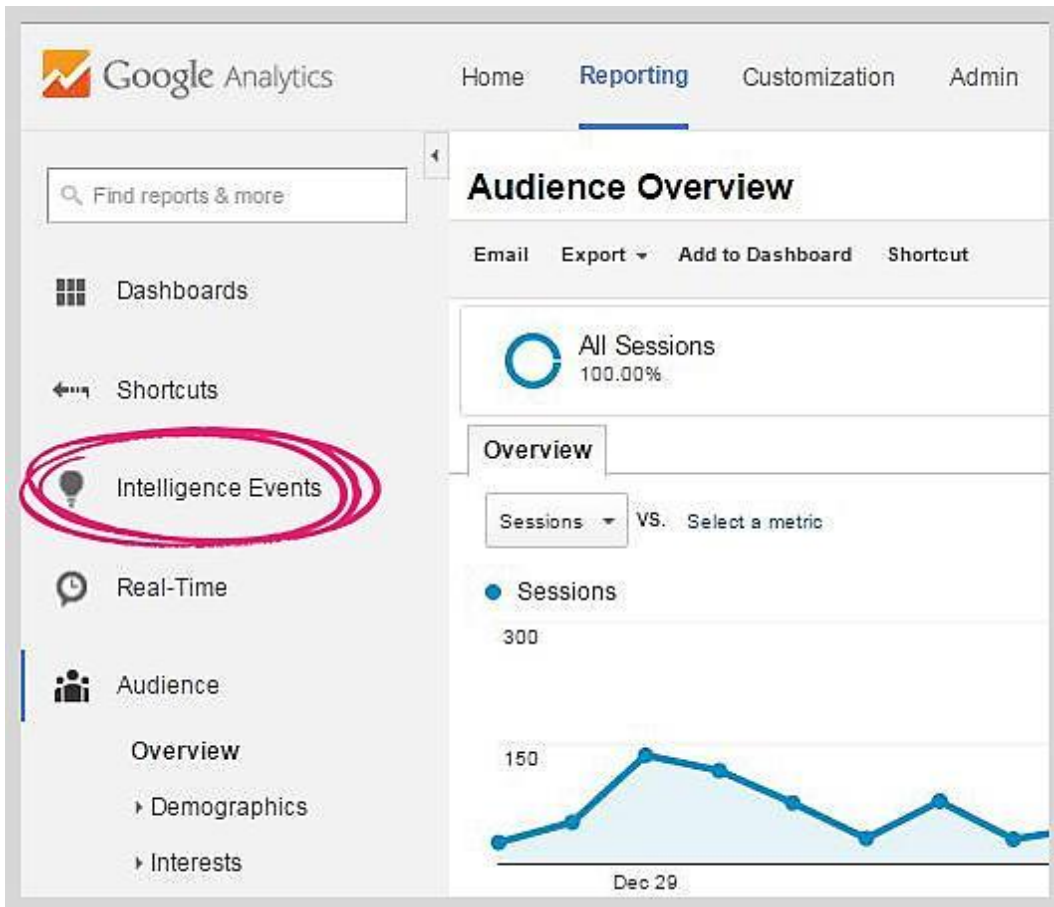 Google Analytics
Home Reporting Customization Admin
Find reports & more
Dashboards
Shortcuts
Intelligence Events
Real-Time
Audience
Overview
Demographics
Interests
Audience Overview
Email Export Add to Dashboard Shortcut
All Sessions
100.00%
Overview
Sessions VS. Select a metric
Sessions
300
150
Dec 29